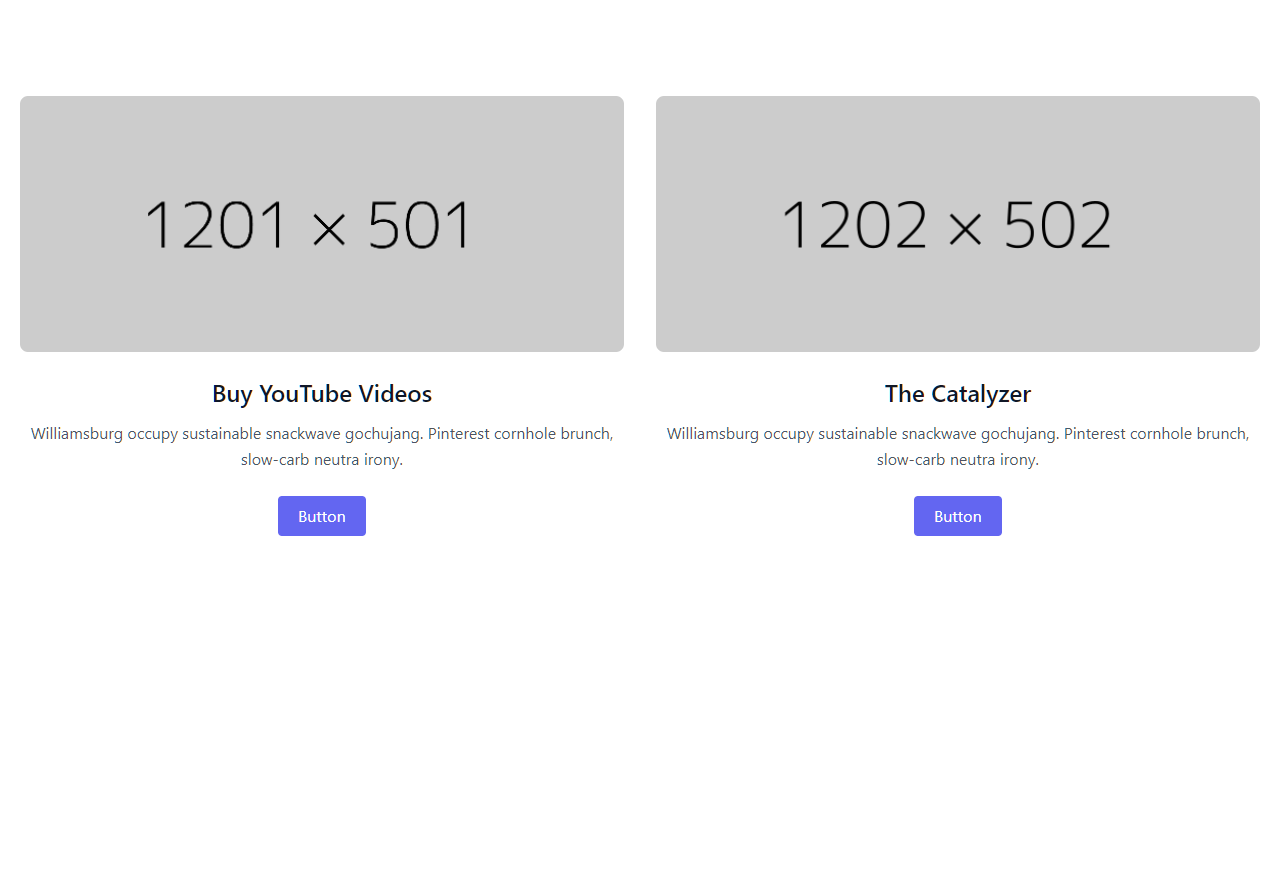 1201 × 501
Buy YouTube Videos
Williamsburg occupy sustainable snackwave gochujang. Pinterest cornhole brunch,
slow-carb neutra irony.
Button
1202 × 502
The Catalyzer
Williamsburg occupy sustainable snackwave gochujang. Pinterest cornhole brunch,
slow-carb neutra irony.
Button